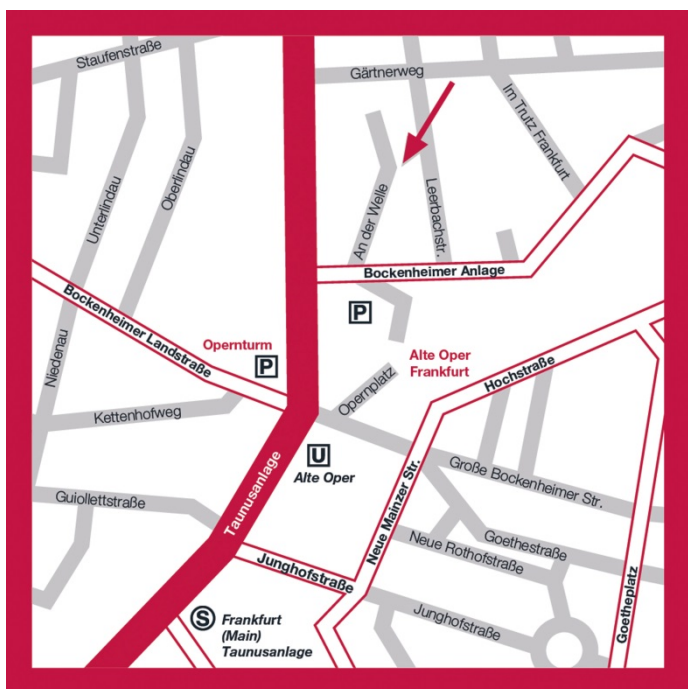 Staufenstraße
Gärtnerweg
Im Trutz Frankfurt
Unterlindau
Oberlindau
An der Welle
Leerbachstr.
Bockenheimer Anlage
Bockenheimer Landstraße
P
Opernturm
P
Alte Oper
Frankfurt
Hochstraße
Niedenau
Opernplatz
Kettenhofweg
U
Alte Oper
Taunusanlage
Große Bockenheimer Str.
Neue Mainzer Str.
Guiollettstraße
Goethestraße
Neue Rothofstraße
Junghofstraße
Goetheplatz
Junghofstraße
S
Frankfurt
(Main)
Taunusanlage